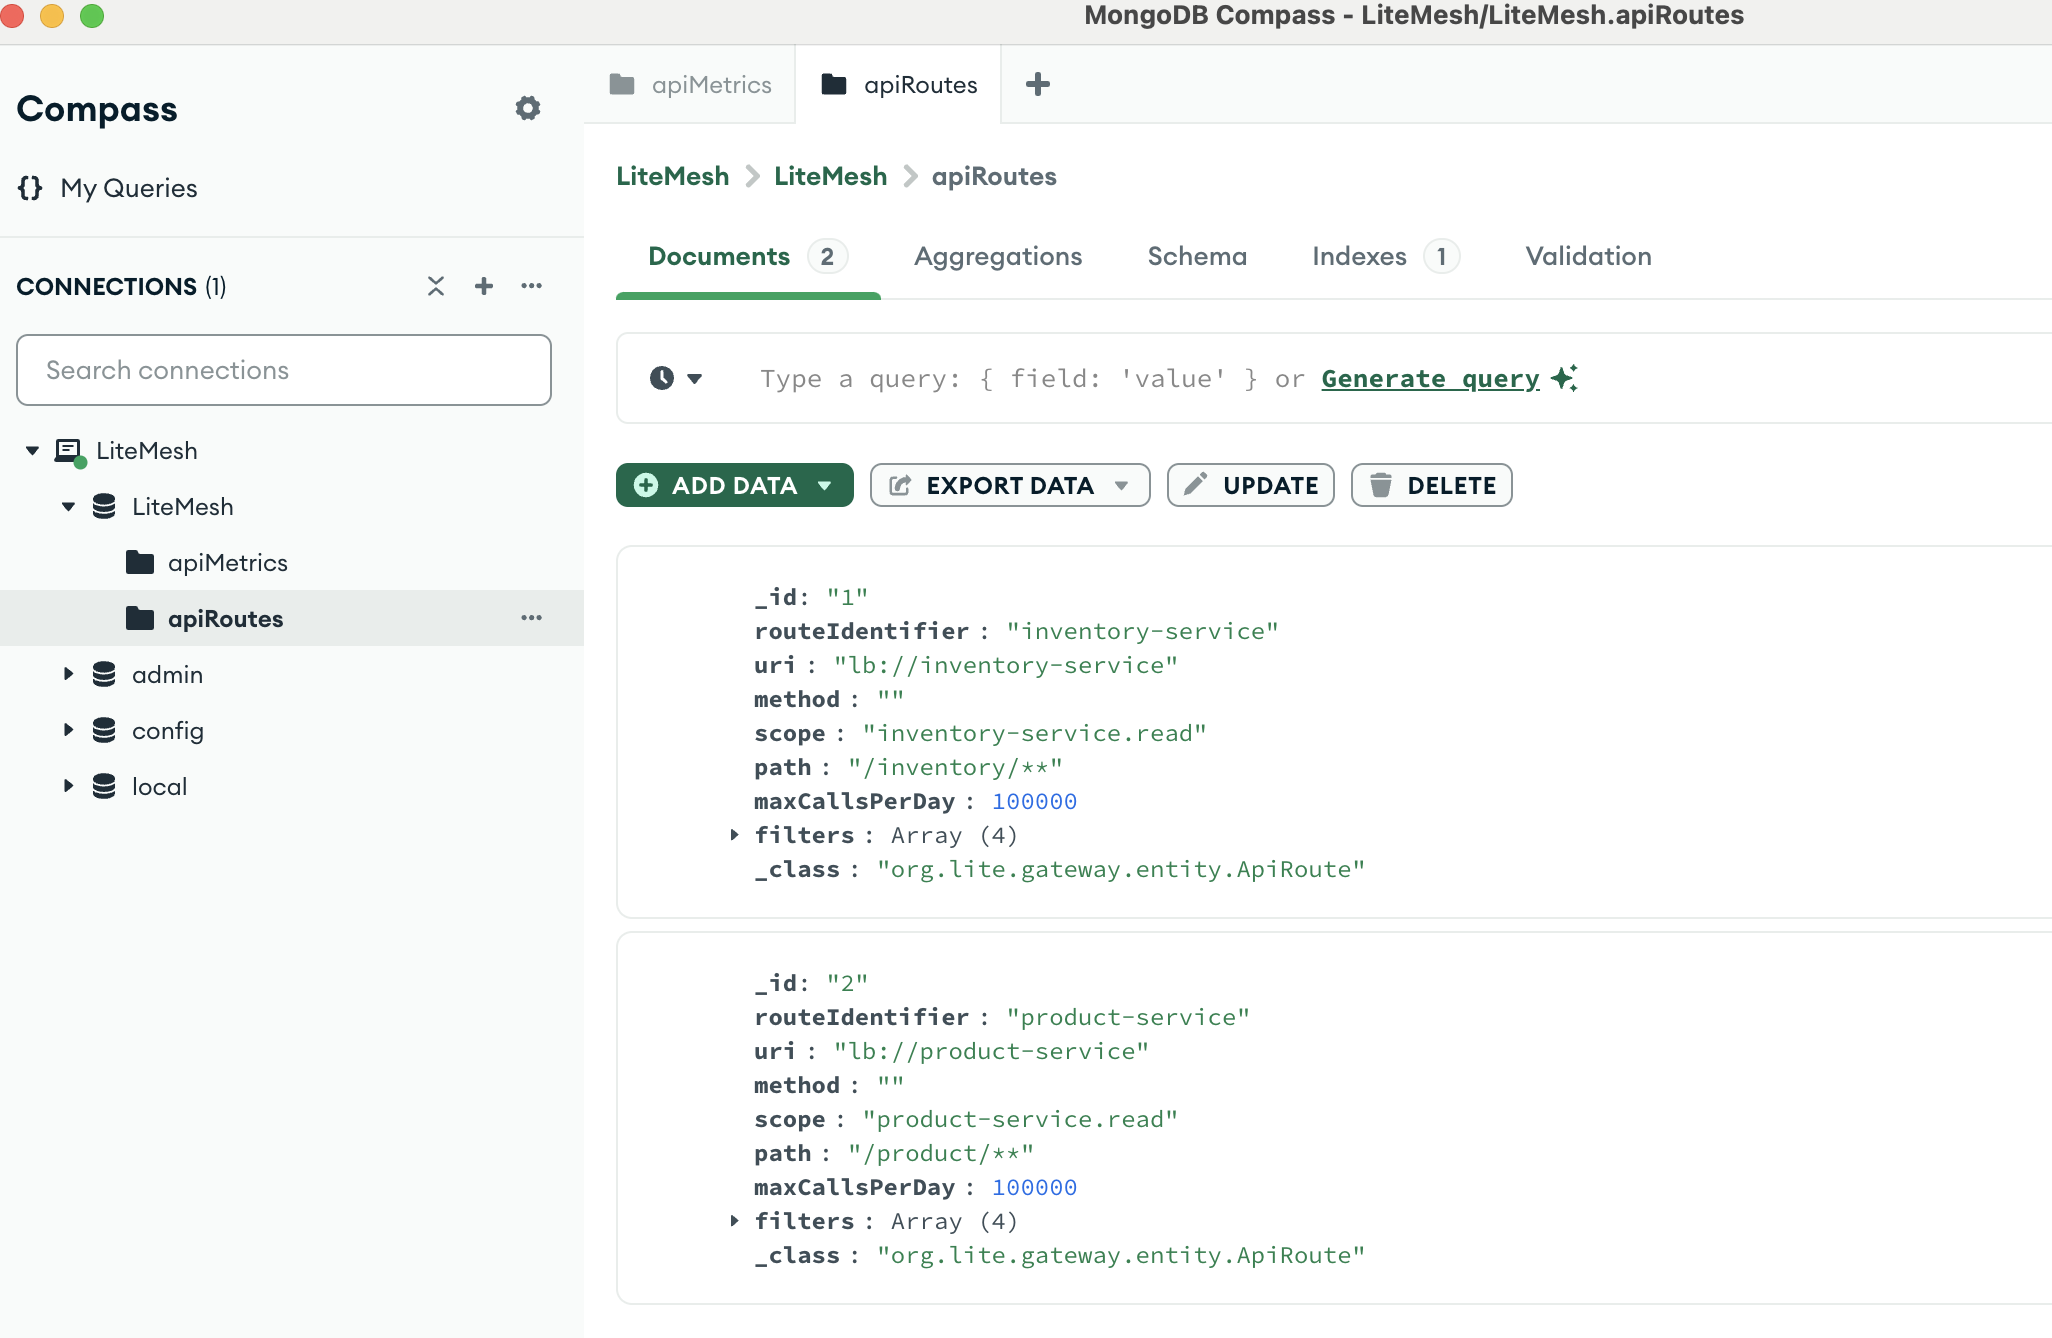 MongoDB Compass - LiteMesh/LiteMesh.apiRoutes
Compass
{} My Queries
CONNECTIONS (1)
Search connections
LiteMesh
LiteMesh
apiMetrics
apiRoutes
admin
config
local
apiMetrics
apiRoutes
LiteMesh > LiteMesh > apiRoutes
Documents 2 Aggregations Schema Indexes 1 Validation
Type a query: { field: 'value' } or Generate query
ADD DATA EXPORT DATA UPDATE DELETE
_id: "1"
routeIdentifier : "inventory-service"
uri : "lb://inventory-service"
method : ""
scope : "inventory-service.read"
path : "/inventory/**"
maxCallsPerDay : 100000
filters : Array (4)
_class : "org.lite.gateway.entity.ApiRoute"
_id: "2"
routeIdentifier : "product-service"
uri : "lb://product-service"
method : ""
scope : "product-service.read"
path : "/product/**"
maxCallsPerDay : 100000
filters : Array (4)
_class : "org.lite.gateway.entity.ApiRoute"